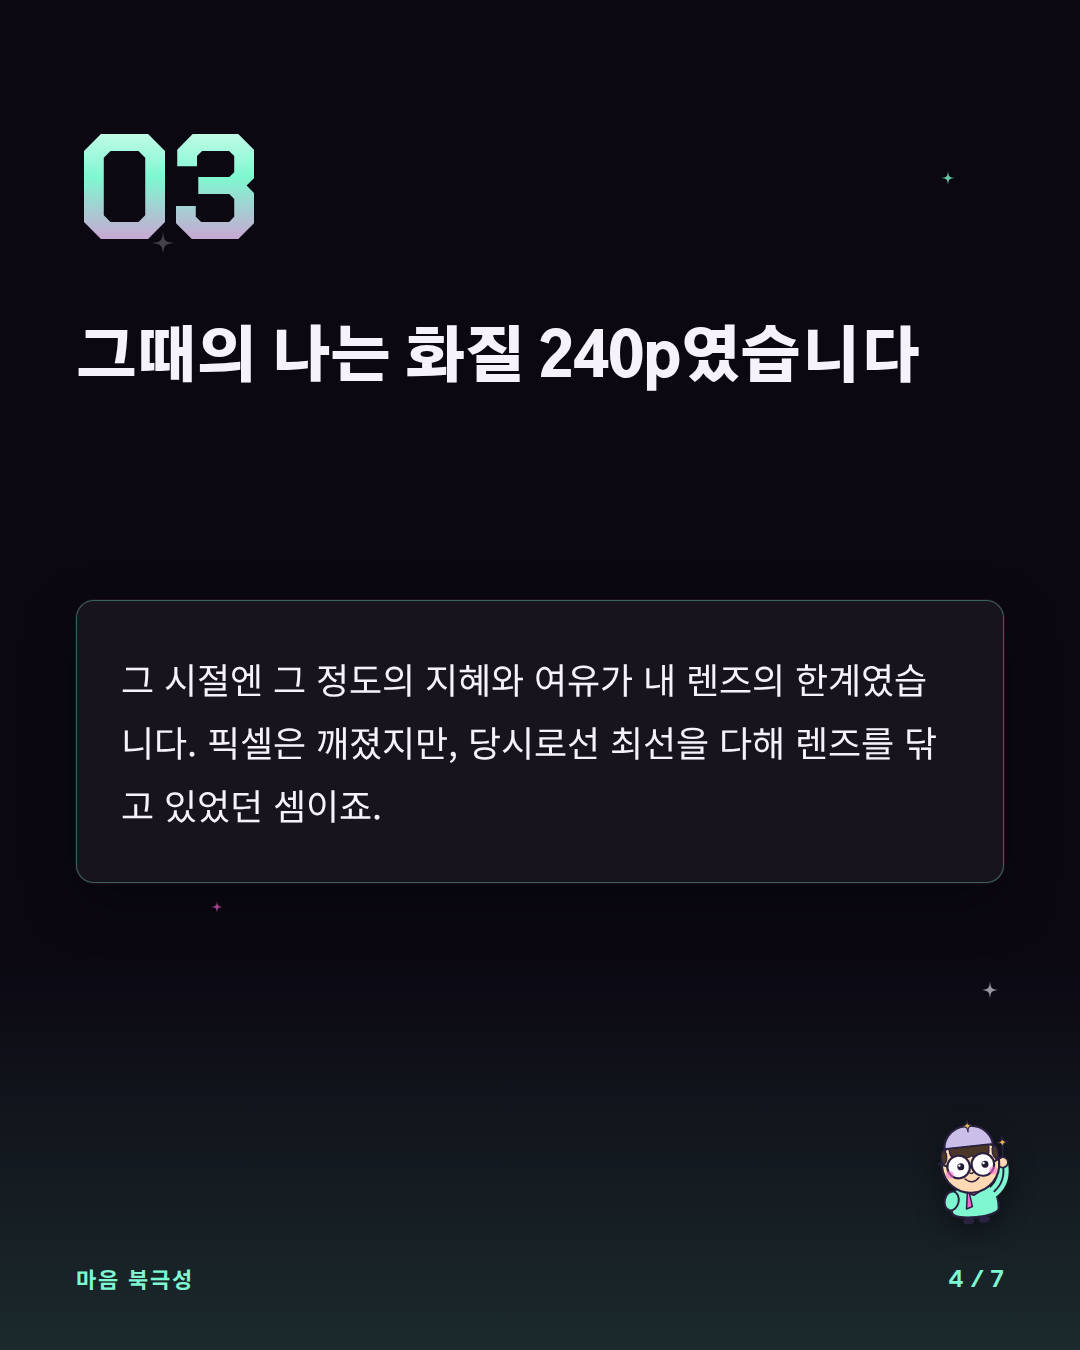 03
그때의 나는 화질 240p였습니다
그 시절엔 그 정도의 지혜와 여유가 내 렌즈의 한계였습
니다. 픽셀은 깨졌지만, 당시로선 최선을 다해 렌즈를 닦
고 있었던 셈이죠.
마음 북극성
4 / 7